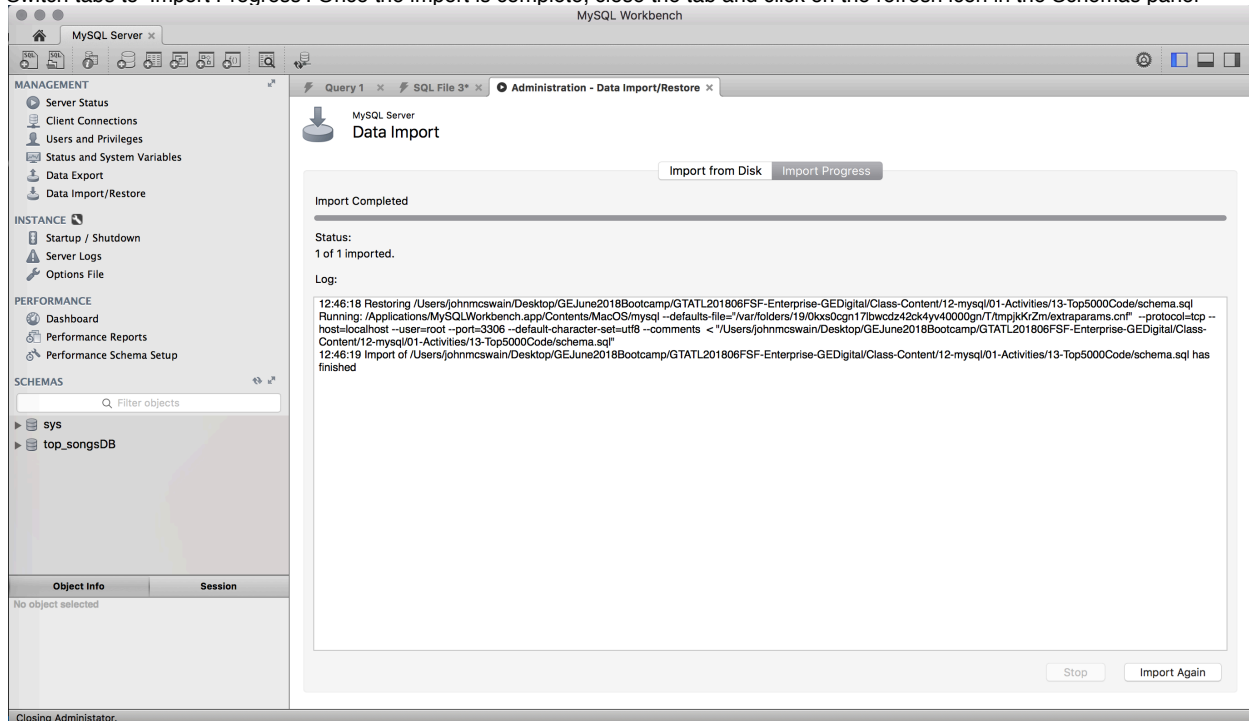 Switch tabs to "Import Progress". Once the import is complete, close the tab and click on the refresh icon in the Schemas panel
MySQL Workbench
MySQL Server ×
MANAGEMENT
Server Status
Client Connections
Users and Privileges
Status and System Variables
Data Export
Data Import/Restore
INSTANCE
Startup / Shutdown
Server Logs
Options File
PERFORMANCE
Dashboard
Performance Reports
Performance Schema Setup
SCHEMAS
Filter objects
sys
top_songsDB
Object Info Session
No object selected
Query 1 × SQL File 3* × Administration - Data Import/Restore ×
MySQL Server
Data Import
Import from Disk Import Progress
Import Completed
Status:
1 of 1 imported.
Log:
12:46:18 Restoring /Users/johnmcswain/Desktop/GEJune2018Bootcamp/GTATL201806FSF-Enterprise-GEDigital/Class-Content/12-mysql/01-Activities/13-Top5000Code/schema.sql
Running: /Applications/MySQLWorkbench.app/Contents/MacOS/mysql --defaults-file="/var/folders/19/0kxs0cgn17lbwcdz42ck4yv40000gn/T/tmpjkKrZm/extraparams.cnf" --protocol=tcp --
host=localhost --user=root --port=3306 --default-character-set=utf8 --comments < "/Users/johnmcswain/Desktop/GEJune2018Bootcamp/GTATL201806FSF-Enterprise-GEDigital/Class-
Content/12-mysql/01-Activities/13-Top5000Code/schema.sql"
12:46:19 Import of /Users/johnmcswain/Desktop/GEJune2018Bootcamp/GTATL201806FSF-Enterprise-GEDigital/Class-Content/12-mysql/01-Activities/13-Top5000Code/schema.sql has
finished
Stop Import Again
Closing Administator.